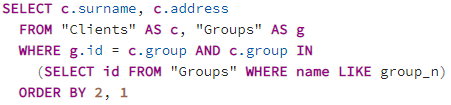 SELECT c.surname, c.address
FROM "Clients" AS c, "Groups" AS g
WHERE g.id = c.group AND c.group IN
(SELECT id FROM "Groups" WHERE name LIKE group_n)
ORDER BY 2, 1